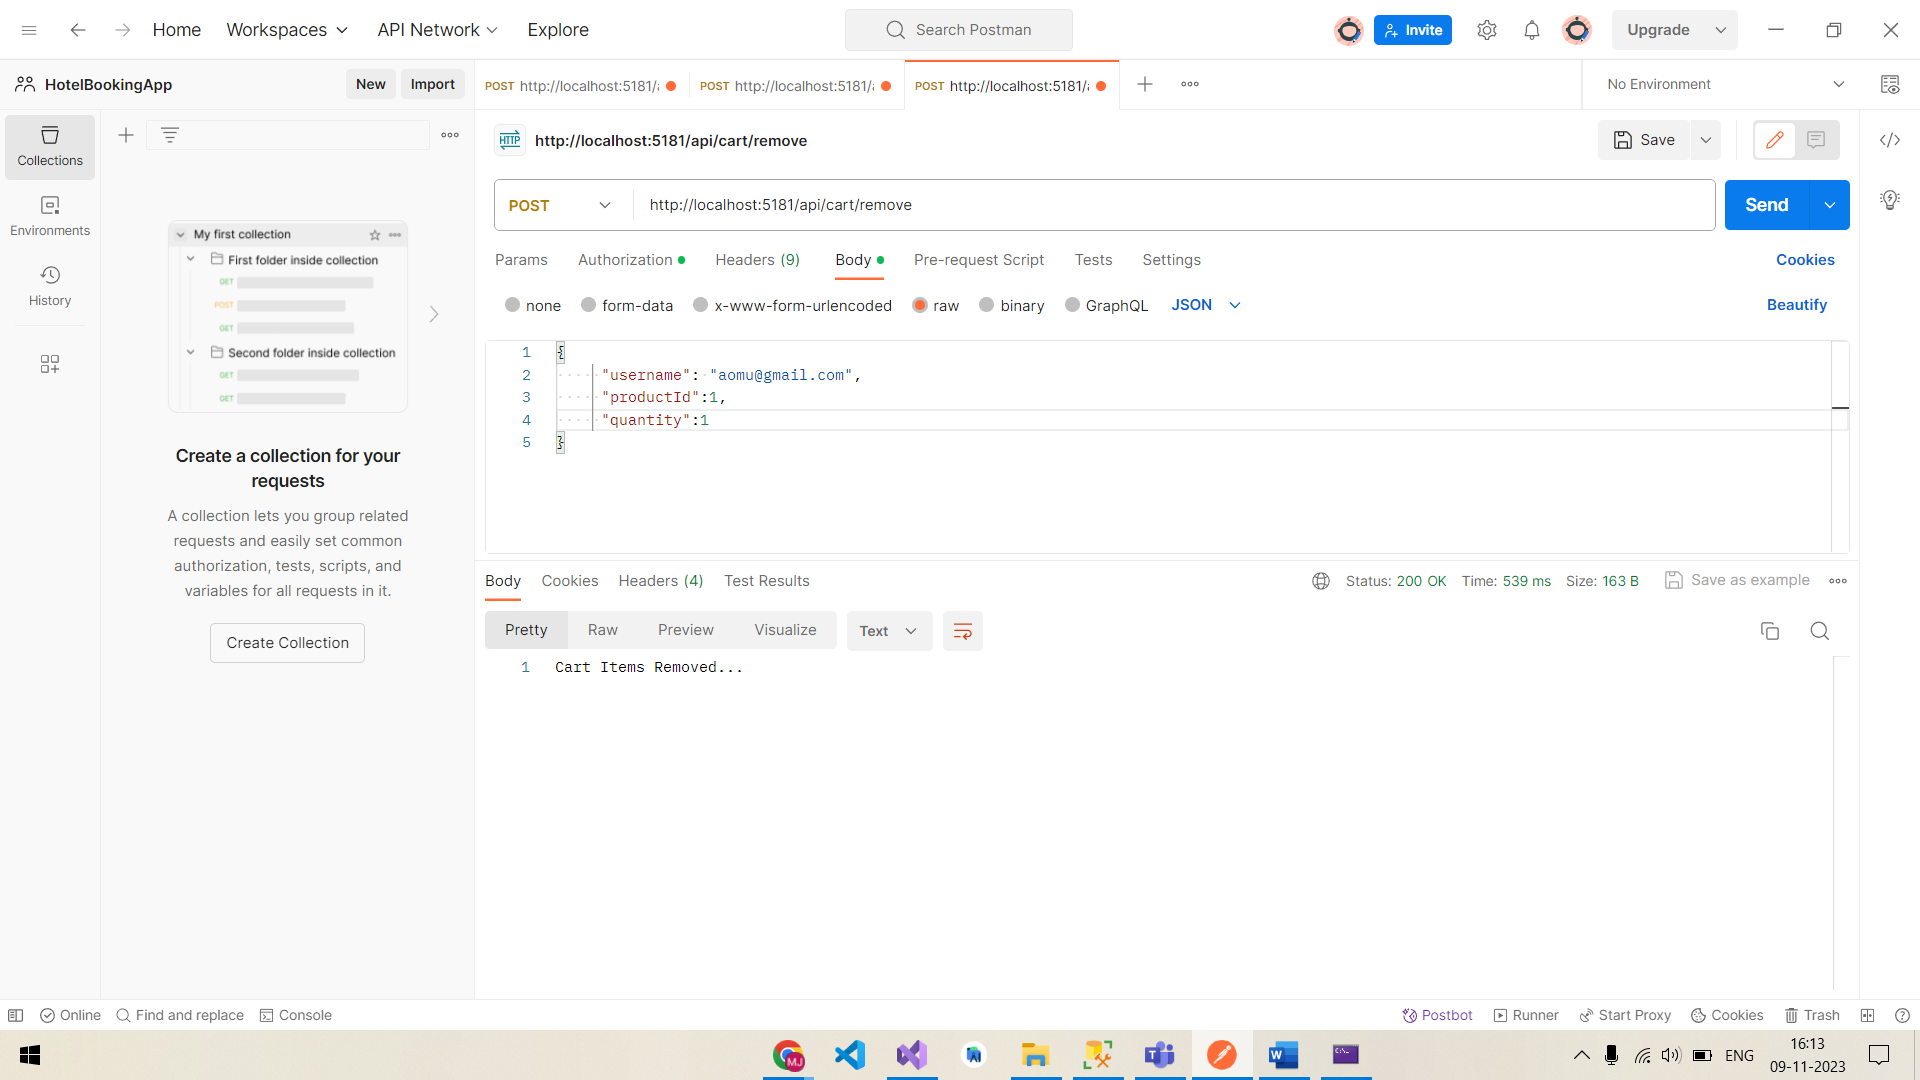 Home Workspaces API Network Explore Search Postman Invite Upgrade
HotelBookingApp New Import
POST http://localhost:5181/a POST http://localhost:5181/a POST http://localhost:5181/a No Environment
HTTP http://localhost:5181/api/cart/remove Save
Collections
Environments
History
POST http://localhost:5181/api/cart/remove Send
Params Authorization Headers (9) Body Pre-request Script Tests Settings Cookies
none form-data x-www-form-urlencoded raw binary GraphQL JSON Beautify
1 {
2 "username": "aomu@gmail.com",
3 "productId":1,
4 "quantity":1
5 }
My first collection
First folder inside collection
GET
POST
GET
Second folder inside collection
GET
GET
Create a collection for your
requests
A collection lets you group related
requests and easily set common
authorization, tests, scripts, and
variables for all requests in it.
Create Collection
Body Cookies Headers (4) Test Results Status: 200 OK Time: 539 ms Size: 163 B Save as example
Pretty Raw Preview Visualize Text
1 Cart Items Removed...
Online Find and replace Console Postbot Runner Start Proxy Cookies Trash
MJ
ENG
16:13
09-11-2023